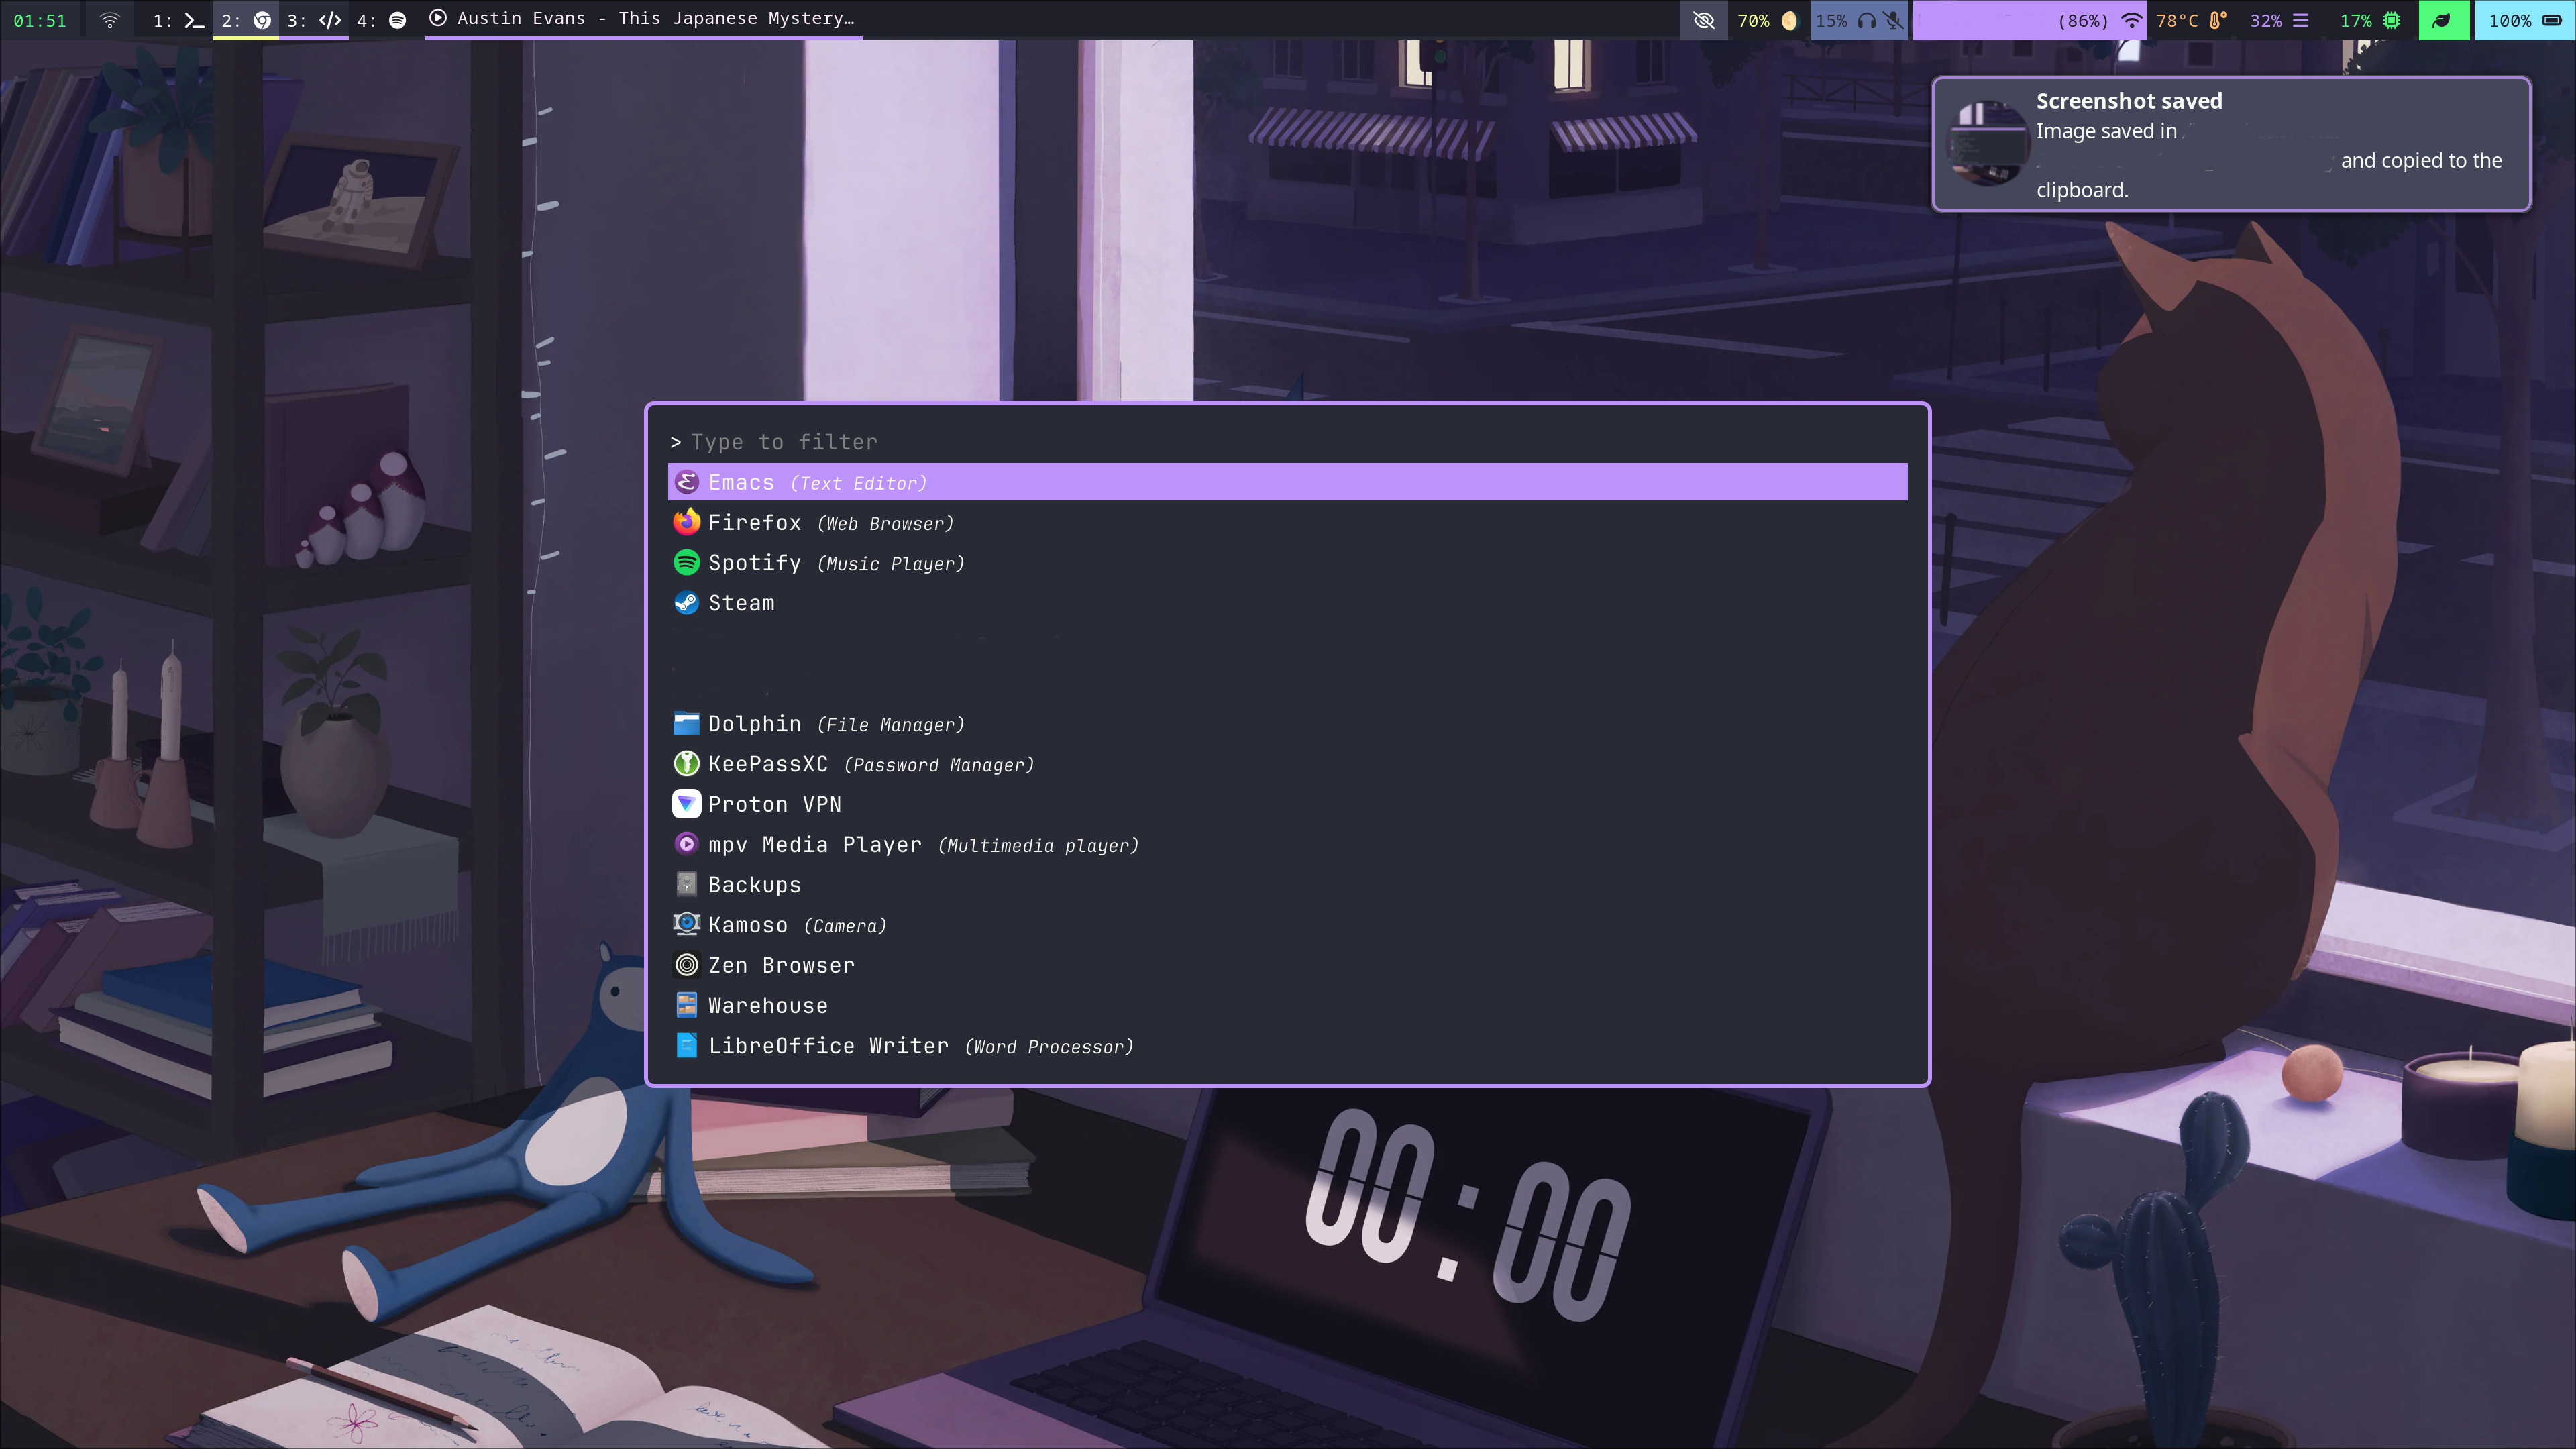 01:51 1: 2: 3: 4: Austin Evans - This Japanese Mystery… 70% 15% (86%) 78°C 32% 17% 100%
Screenshot saved
Image saved in
and copied to the
clipboard.
> Type to filter
Emacs (Text Editor)
Firefox (Web Browser)
Spotify (Music Player)
Steam
Dolphin (File Manager)
KeePassXC (Password Manager)
Proton VPN
mpv Media Player (Multimedia player)
Backups
Kamoso (Camera)
Zen Browser
Warehouse
LibreOffice Writer (Word Processor)
00:00